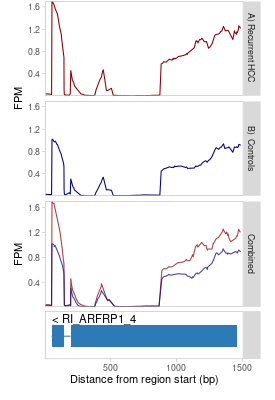 1.6
1.2
0.8
0.4
A) Recurrent HCC
FPM
1.6
1.2
0.8
0.4
B) Controls
1.6
1.2
0.8
0.4
Combined
FPM
< RI_ARFRP1_4
500
1000
1500
Distance from region start (bp)